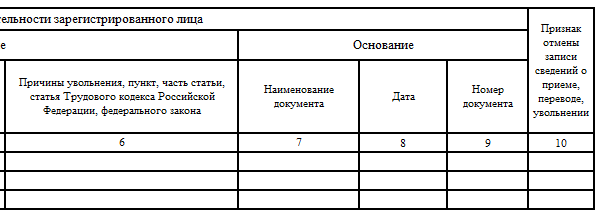 ельности зарегистрированного лица
е
Основание
Признак
отмены
записи
сведений о
приеме,
переводе,
увольнении
Причины увольнения, пункт, часть статьи,
статья Трудового кодекса Российской
Федерации, федерального закона
Наименование
документа
Дата
Номер
документа
6 7 8 9 10